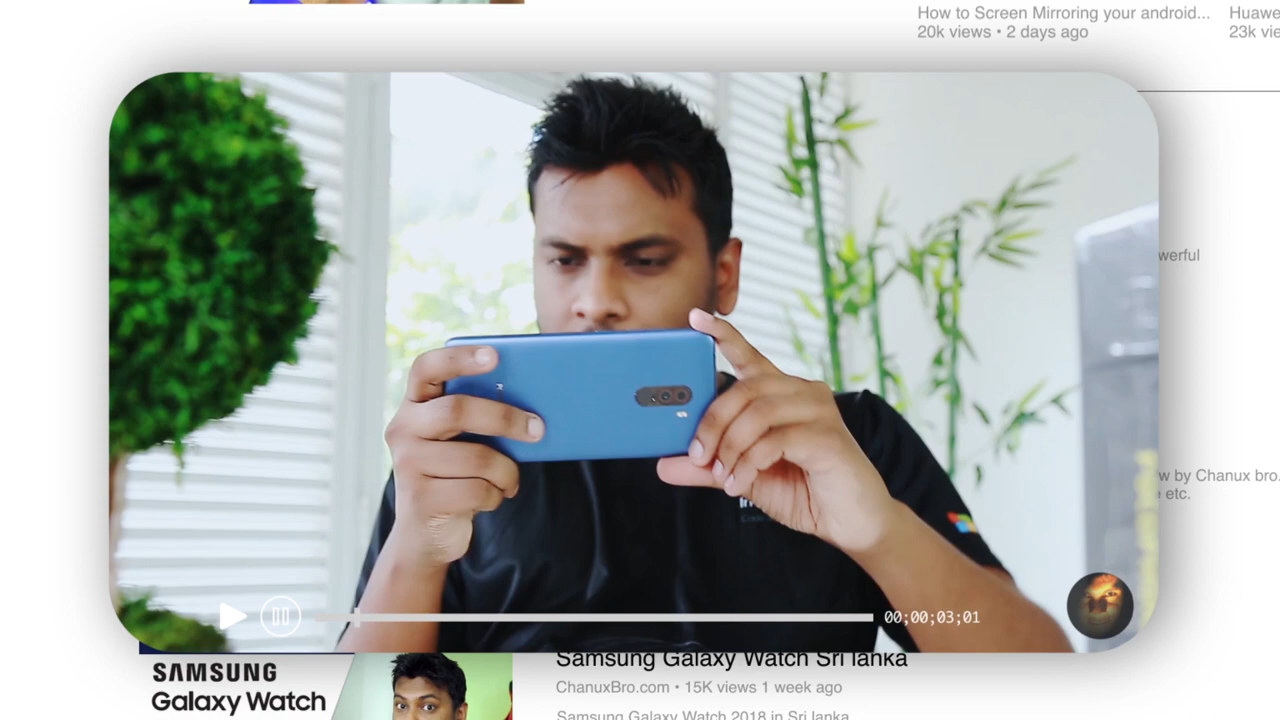 How to Screen Mirroring your android... Huawe
20k views • 2 days ago 23k vie
werful
w by Chanux bro.
etc.
00;00;03;01
SAMSUNG
Galaxy Watch
Samsung Galaxy Watch Sri lanka
ChanuxBro.com • 15K views 1 week ago
Samsung Galaxy Watch 2018 in Sri lanka